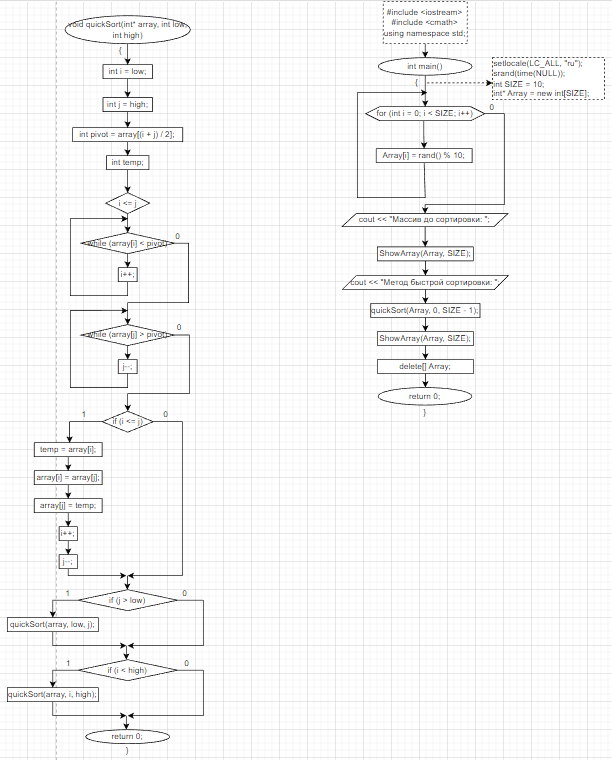 void quickSort(int* array, int low,
int high)
{
int i = low;
int j = high;
int pivot = array[(i + j) / 2];
int temp;
i <= j
while (array[i] < pivot)
0
i++;
while (array[j] > pivot)
0
j--;
if (i <= j)
1
0
temp = array[i];
array[i] = array[j];
array[j] = temp;
i++;
j--;
if (j > low)
1
0
quickSort(array, low, j);
if (i < high)
1
0
quickSort(array, i, high);
return 0;
}
#include <iostream>
#include <cmath>
using namespace std;
int main()
{
setlocale(LC_ALL, "ru");
srand(time(NULL));
int SIZE = 10;
int* Array = new int[SIZE];
for (int i = 0; i < SIZE; i++)
0
Array[i] = rand() % 10;
cout << "Массив до сортировки: ";
ShowArray(Array, SIZE);
cout << "Метод быстрой сортировки: ";
quickSort(Array, 0, SIZE - 1);
ShowArray(Array, SIZE);
delete[] Array;
return 0;
}